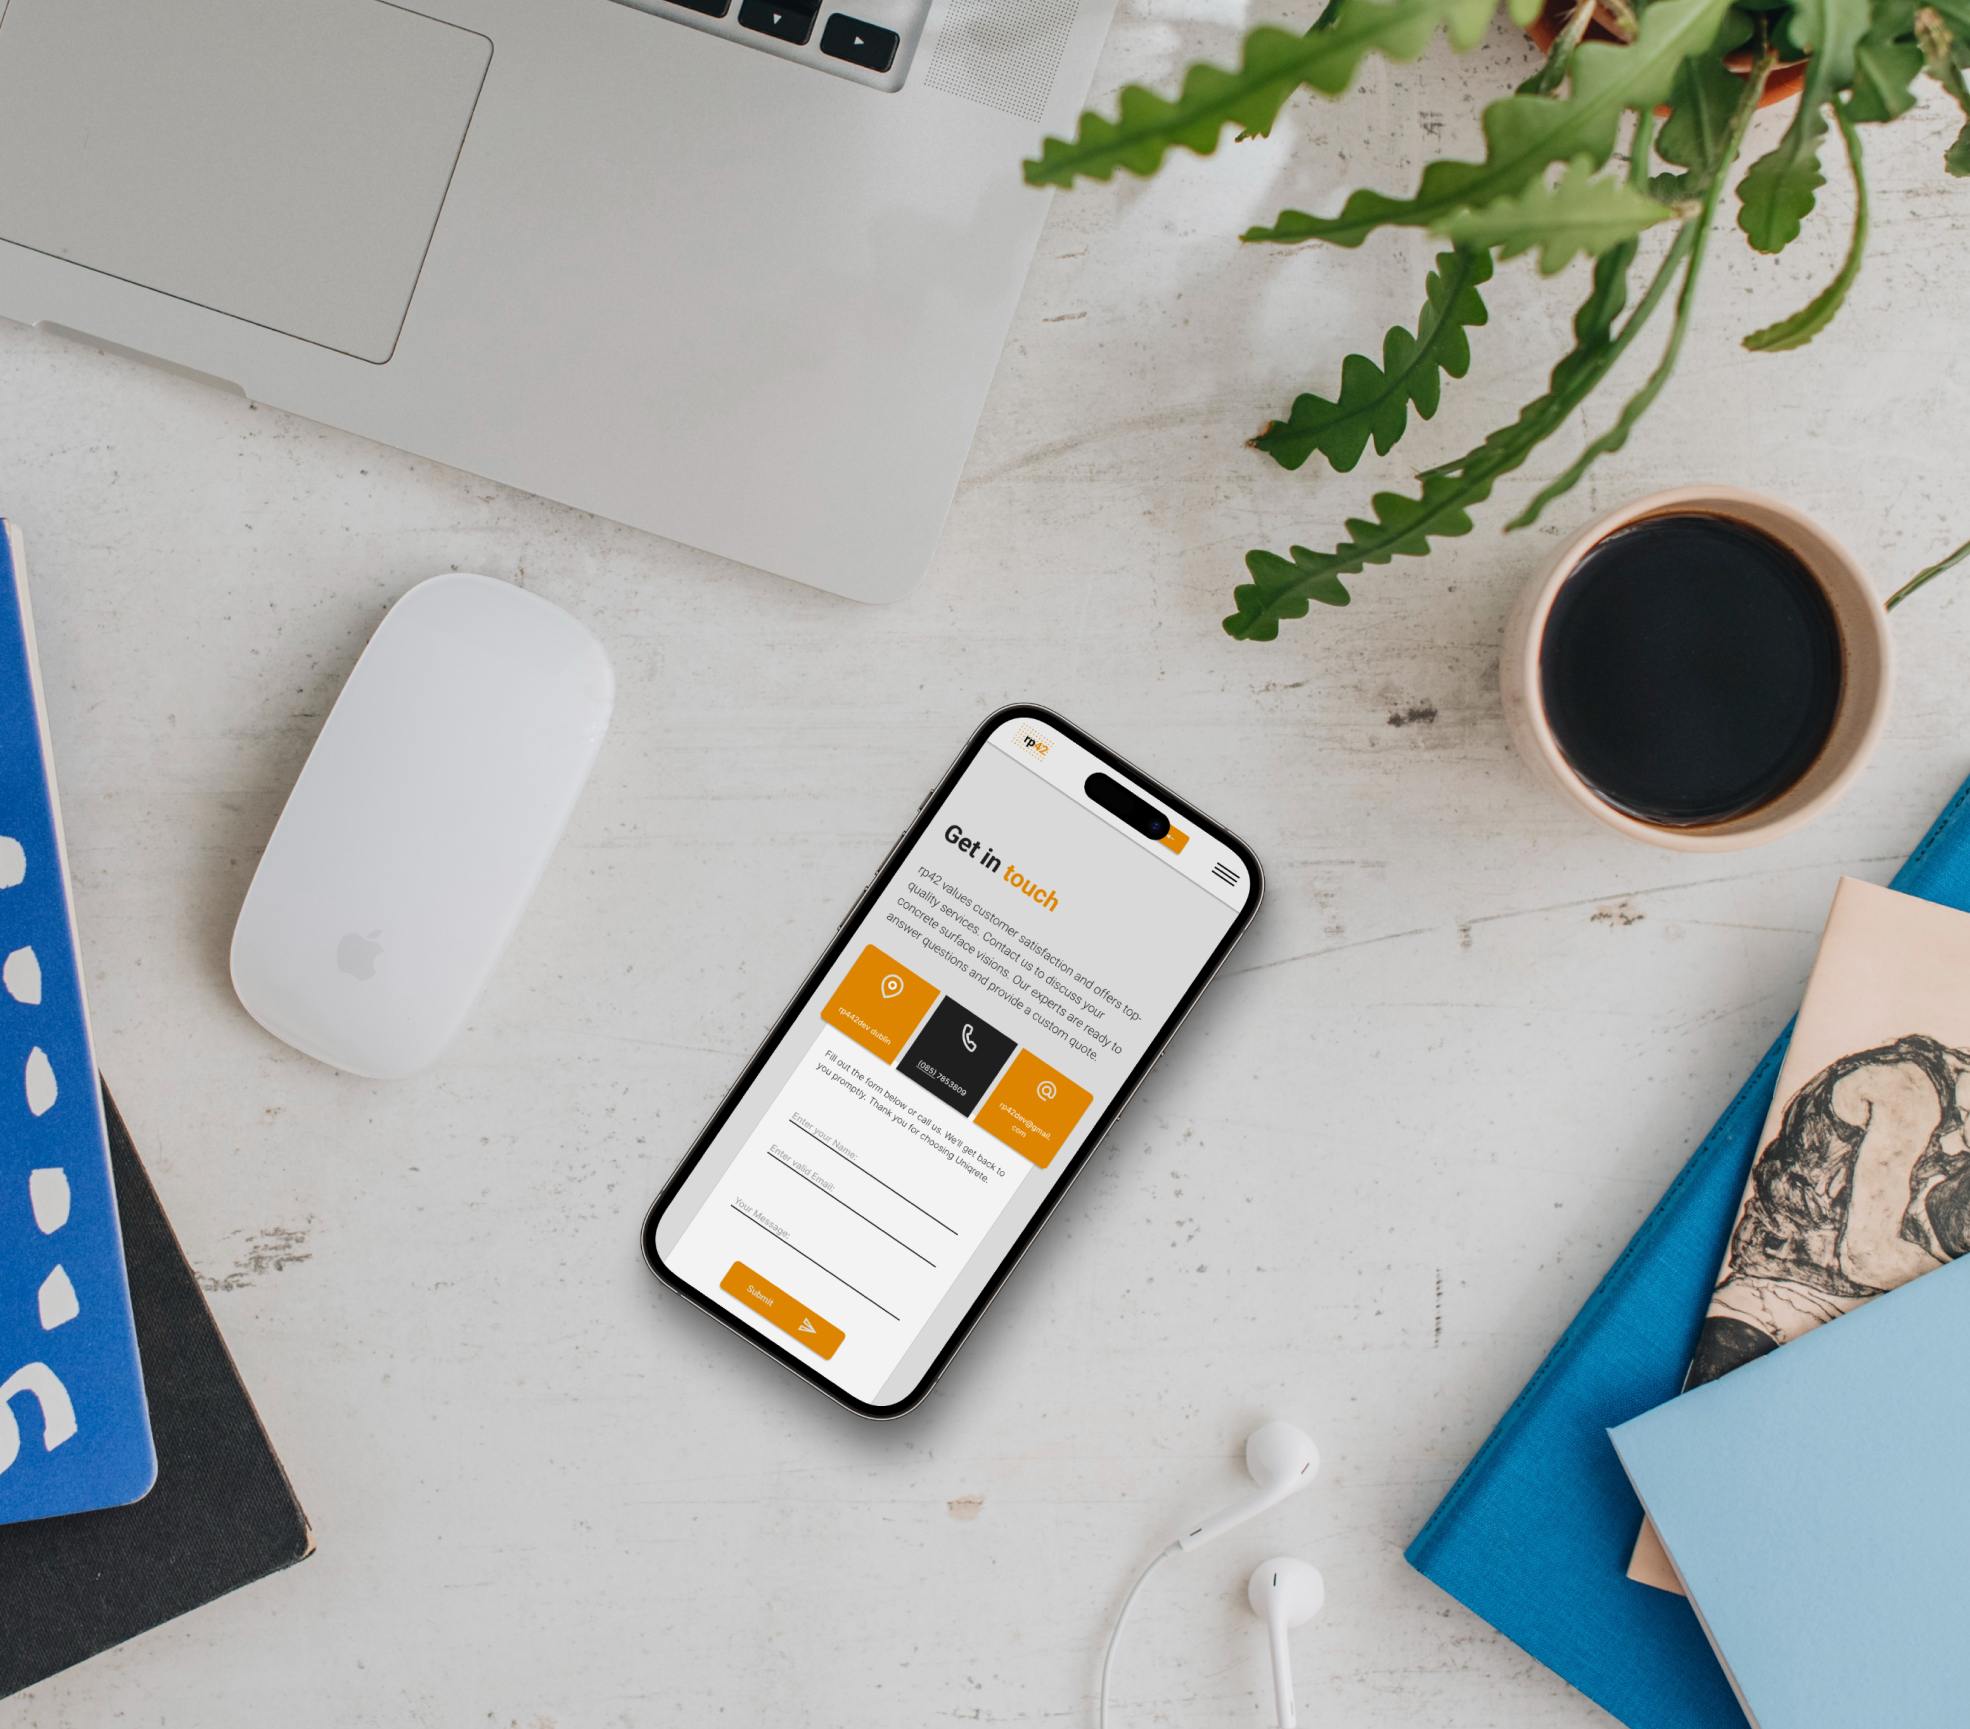 rp42
Get in touch
rp42 values customer satisfaction and offers top-
quality services. Contact us to discuss your
concrete surface visions. Our experts are ready to
answer questions and provide a custom quote.
rp442dev dublin
(085) 7853809
rp42dev@gmail.
com
Fill out the form below or call us. We'll get back to
you promptly. Thank you for choosing Uniqrete.
Enter your Name:
Enter valid Email:
Your Message:
Submit